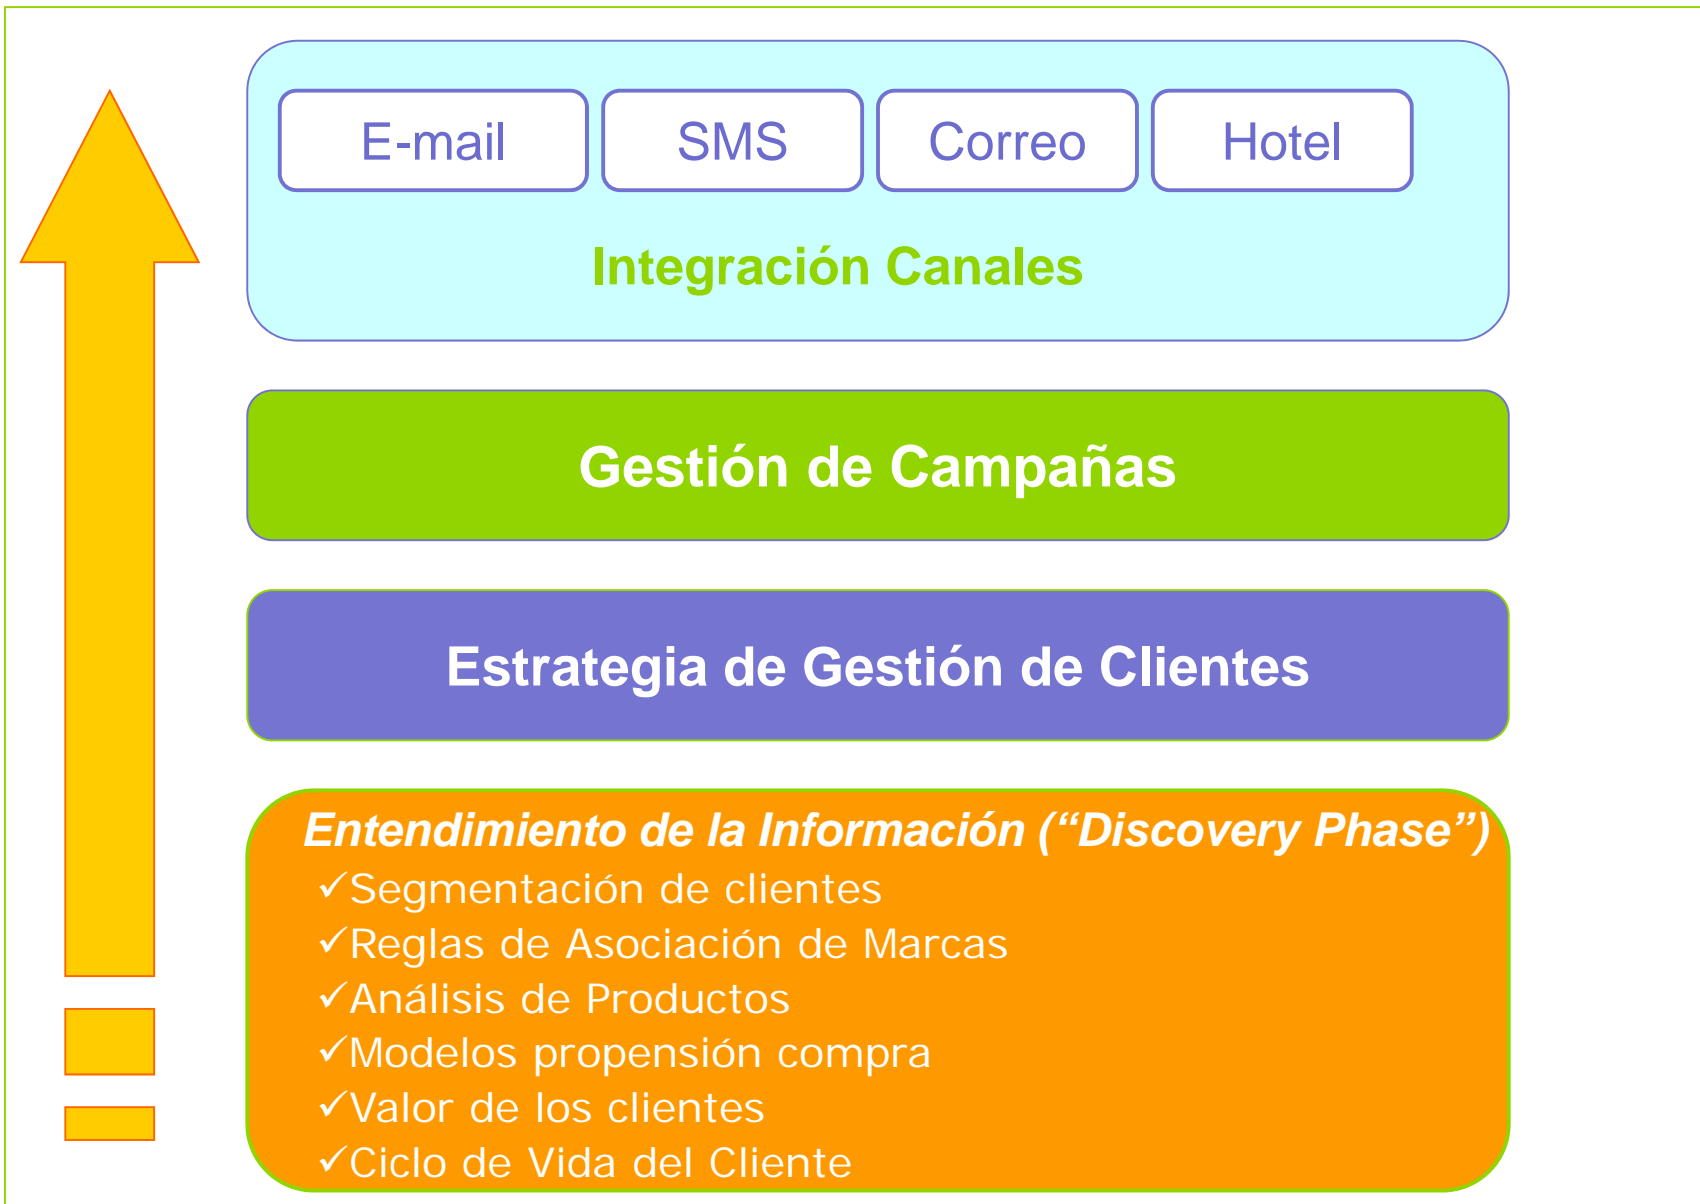 E-mail SMS Correo Hotel
Integración Canales
Gestión de Campañas
Estrategia de Gestión de Clientes
Entendimiento de la Información (“Discovery Phase”)
✓Segmentación de clientes
✓Reglas de Asociación de Marcas
✓Análisis de Productos
✓Modelos propensión compra
✓Valor de los clientes
✓Ciclo de Vida del Cliente